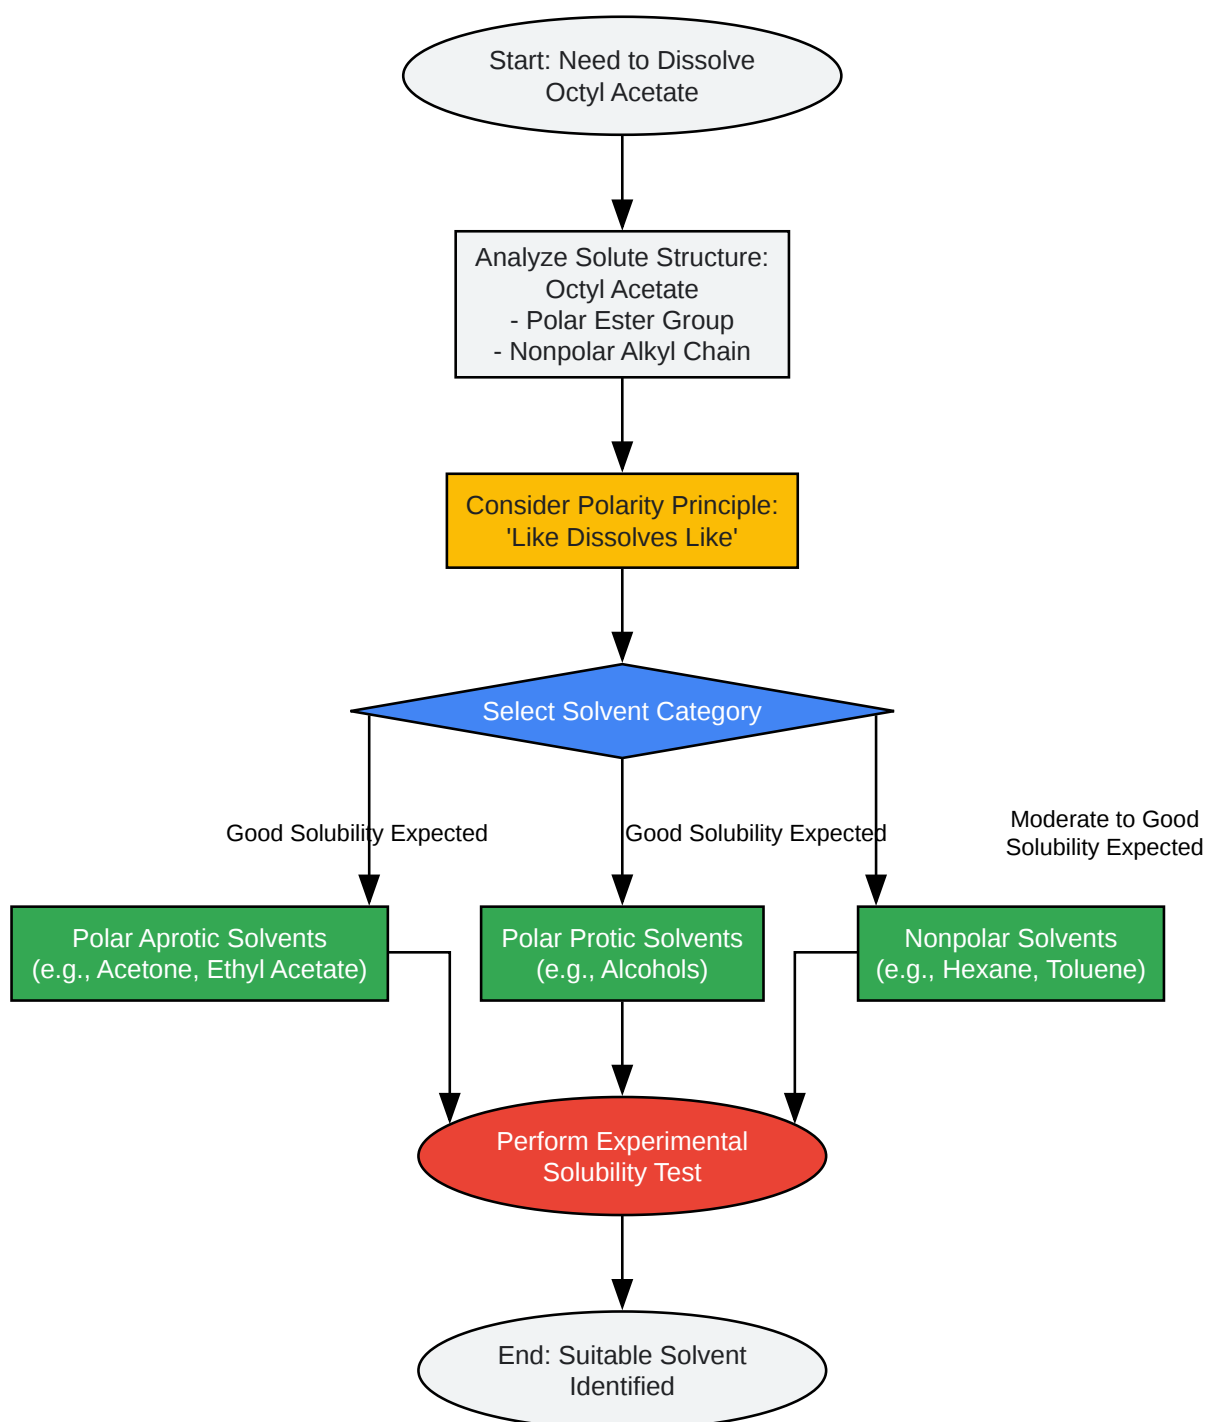 Start: Need to Dissolve
Octyl Acetate
Analyze Solute Structure:
Octyl Acetate
- Polar Ester Group
- Nonpolar Alkyl Chain
Consider Polarity Principle:
'Like Dissolves Like'
Select Solvent Category
Good Solubility Expected
Good Solubility Expected
Moderate to Good
Solubility Expected
Polar Aprotic Solvents
(e.g., Acetone, Ethyl Acetate)
Polar Protic Solvents
(e.g., Alcohols)
Nonpolar Solvents
(e.g., Hexane, Toluene)
Perform Experimental
Solubility Test
End: Suitable Solvent
Identified